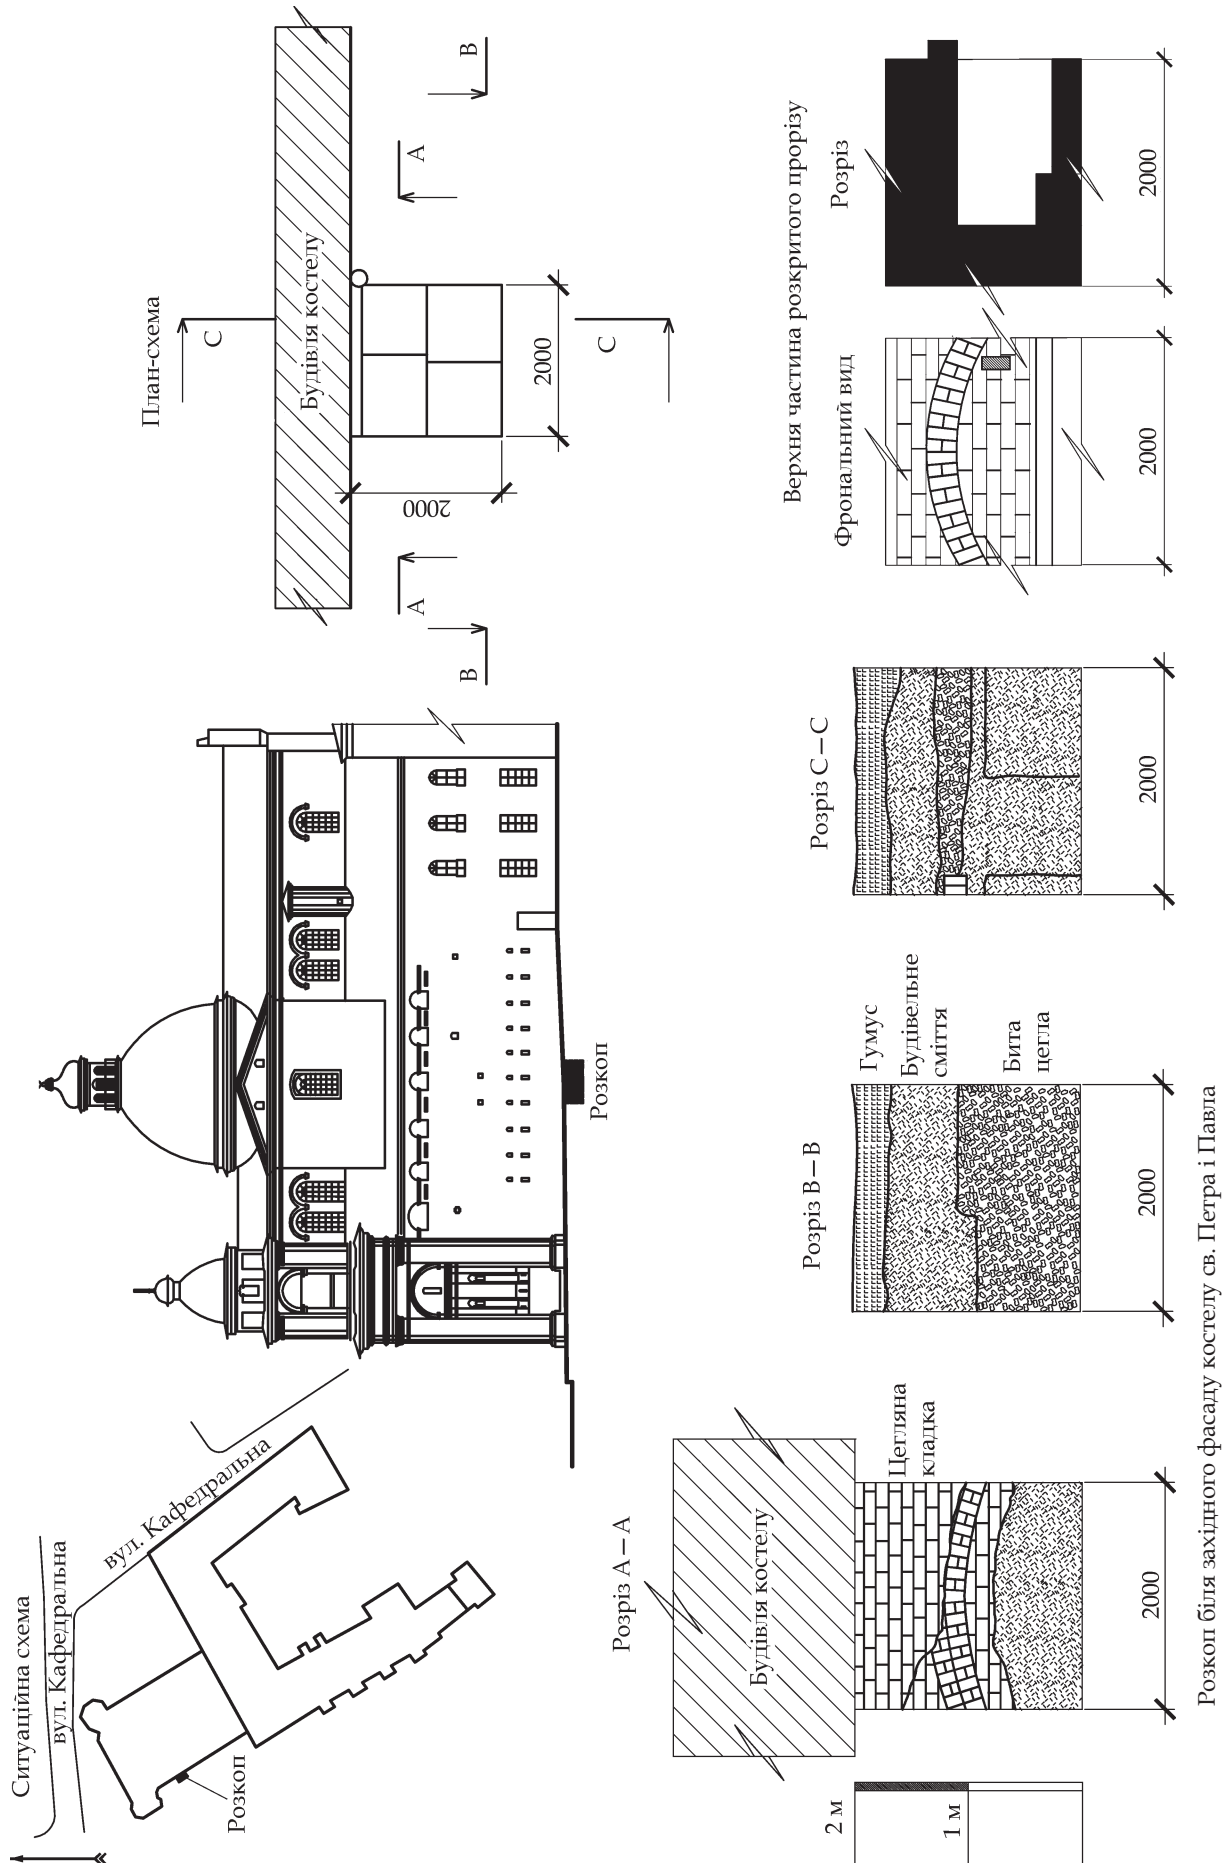 Ситуаційна схема
вул. Кафедральна
вул. Кафедральна
Розкоп
Розкоп
План-схема
C
Будівля костелу
C
A
A
B
B
2000
2000
Розріз А – А
Будівля костелу
Цегляна
кладка
2000
2 м
1 м
Розріз В – В
Гумус
Будівельне
сміття
Бита
цегла
2000
Розріз С – С
2000
Верхня частина розкритого прорізу
Фрональний вид
2000
Розріз
2000
Розкоп біля західного фасаду костелу св. Петра і Павла